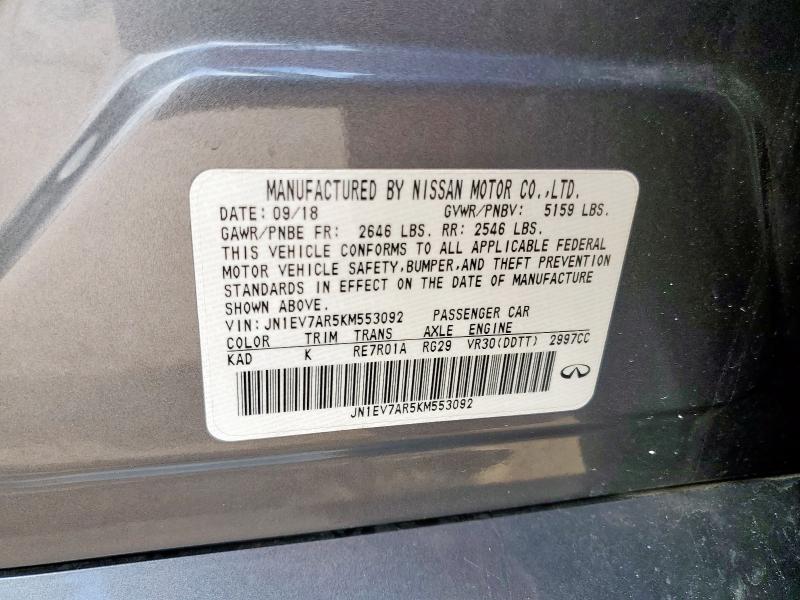 MANUFACTURED BY NISSAN MOTOR CO.,LTD.
DATE: 09/18 GVWR/PNBV: 5159 LBS.
GAWR/PNBE FR: 2646 LBS. RR: 2546 LBS.
THIS VEHICLE CONFORMS TO ALL APPLICABLE FEDERAL
MOTOR VEHICLE SAFETY,BUMPER,AND THEFT PREVENTION
STANDARDS IN EFFECT ON THE DATE OF MANUFACTURE
SHOWN ABOVE.
VIN: JN1EV7AR5KM553092 PASSENGER CAR
COLOR TRIM TRANS AXLE ENGINE
KAD K RE7R01A RG29 VR30(DDTT) 2997CC
JN1EV7AR5KM553092